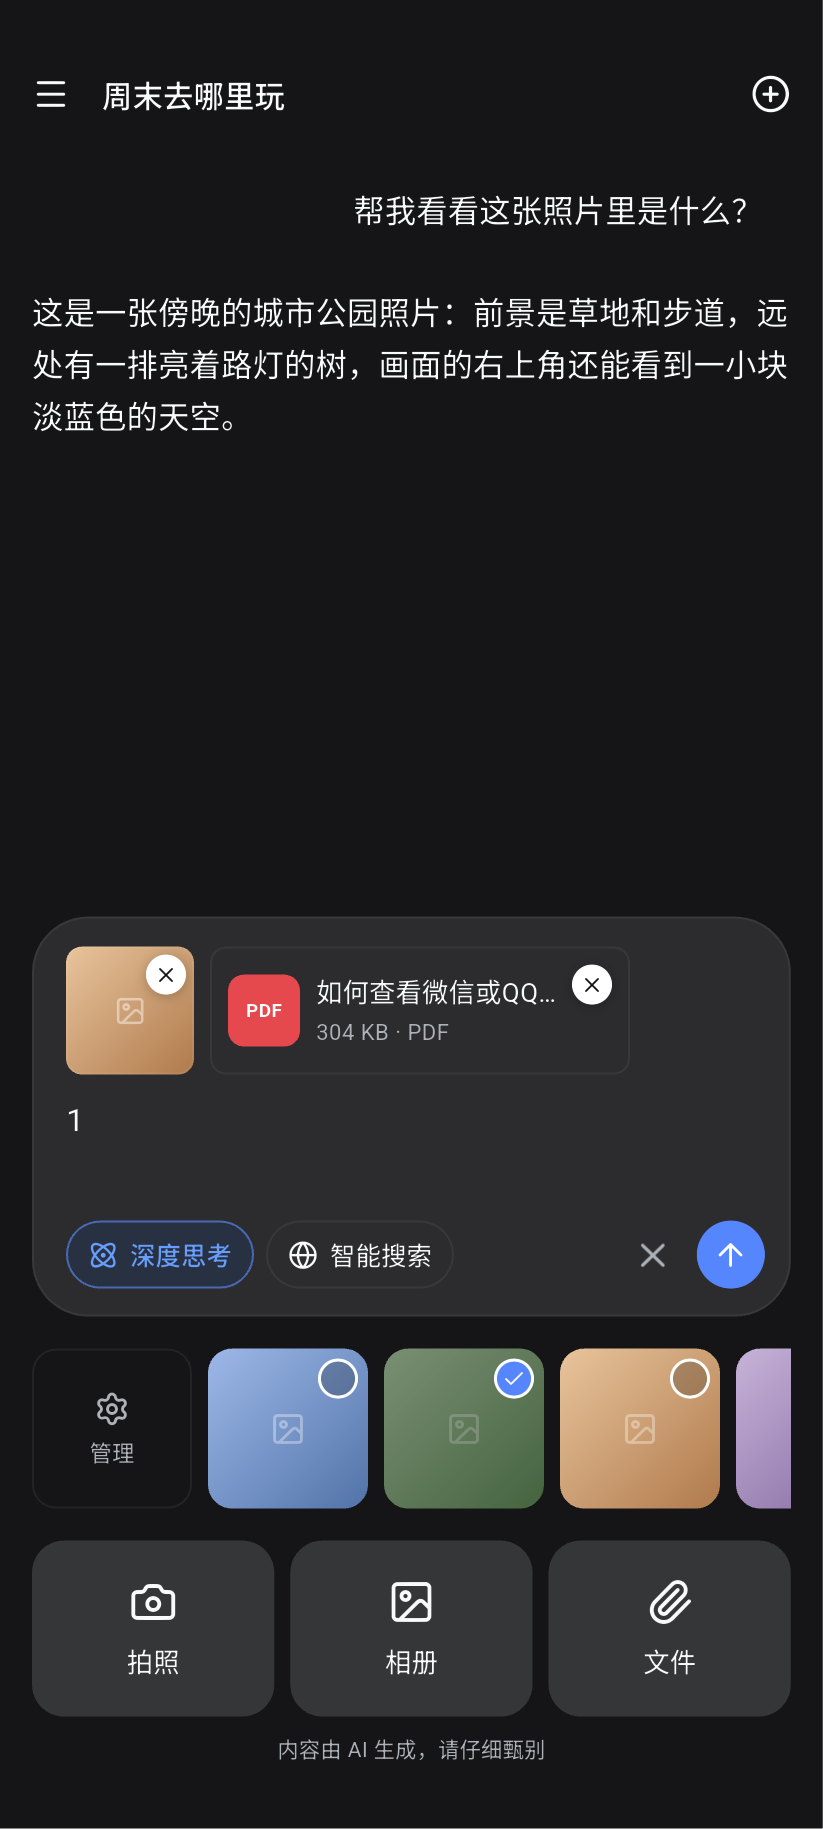 周末去哪里玩
帮我看看这张照片里是什么？
这是一张傍晚的城市公园照片：前景是草地和步道，远
处有一排亮着路灯的树，画面的右上角还能看到一小块
淡蓝色的天空。
PDF
如何查看微信或QQ...
304 KB · PDF
1
深度思考
智能搜索
管理
拍照
相册
文件
内容由 AI 生成，请仔细甄别